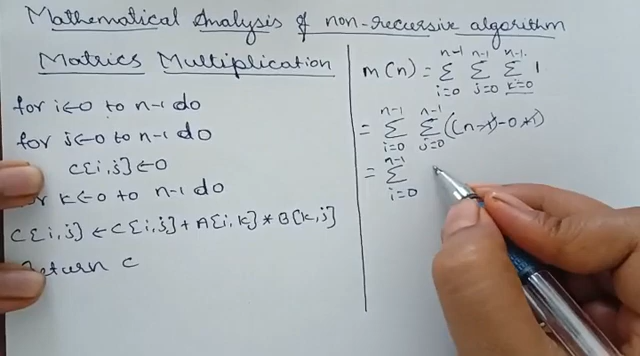 Mathematical Analysis of non-recursive algorithm
Matrics Multiplication
for i←0 to n-1 do
for j←0 to n-1 do
C[i,j]←0
k←0 to n-1 do
C[i,j]←C[i,j]+A[i,k]*B[k,j]
Return C
m(n) = n-1 Σ i=0 n-1 Σ j=0 n-1 Σ k=0 1
= n-1 Σ i=0 n-1 Σ j=0 ((n-1)-0+1)
= n-1 Σ i=0